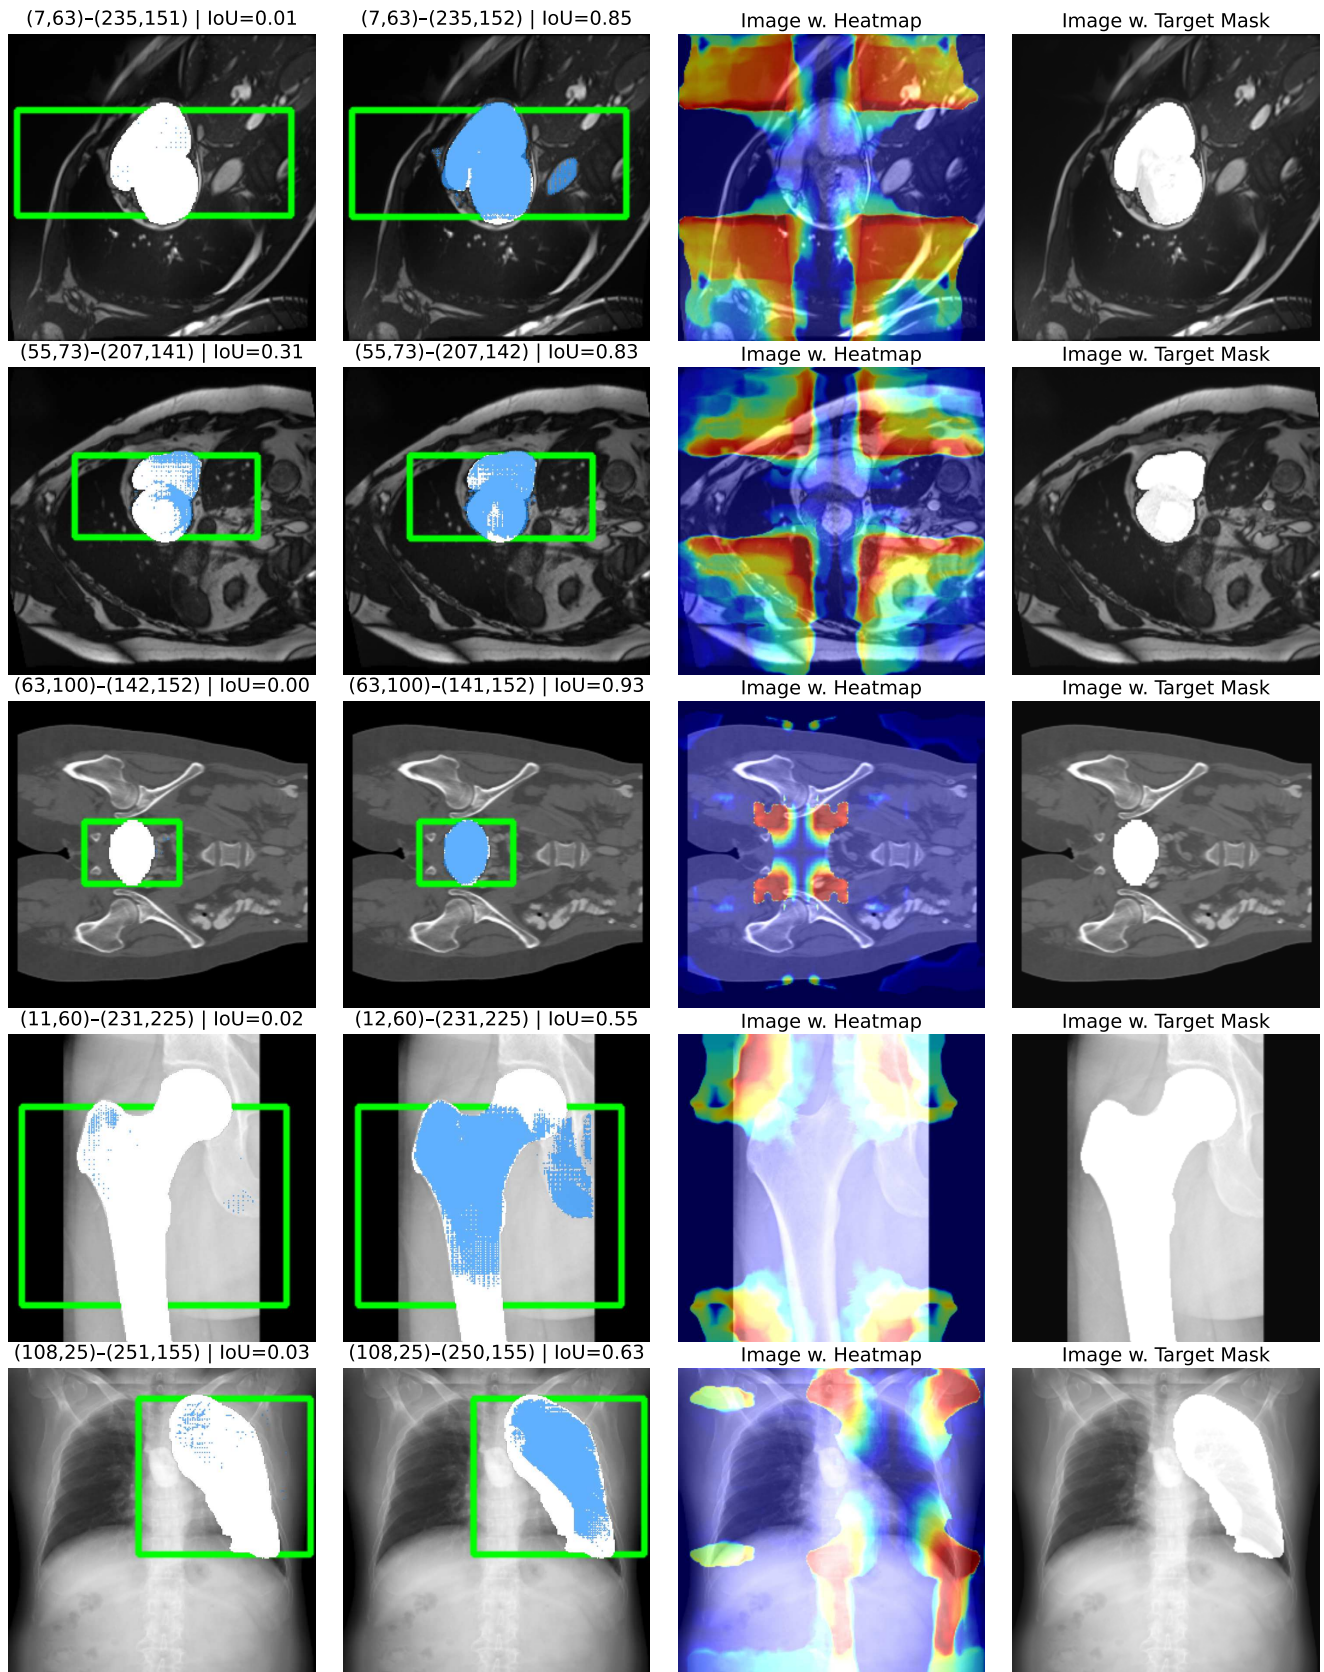 (7,63)–(235,151) | IoU=0.01
(7,63)–(235,152) | IoU=0.85
Image w. Heatmap
Image w. Target Mask
(55,73)–(207,141) | IoU=0.31
(55,73)–(207,142) | IoU=0.83
Image w. Heatmap
Image w. Target Mask
(63,100)–(142,152) | IoU=0.00
(63,100)–(141,152) | IoU=0.93
Image w. Heatmap
Image w. Target Mask
(11,60)–(231,225) | IoU=0.02
(12,60)–(231,225) | IoU=0.55
Image w. Heatmap
Image w. Target Mask
(108,25)–(251,155) | IoU=0.03
(108,25)–(250,155) | IoU=0.63
Image w. Heatmap
Image w. Target Mask